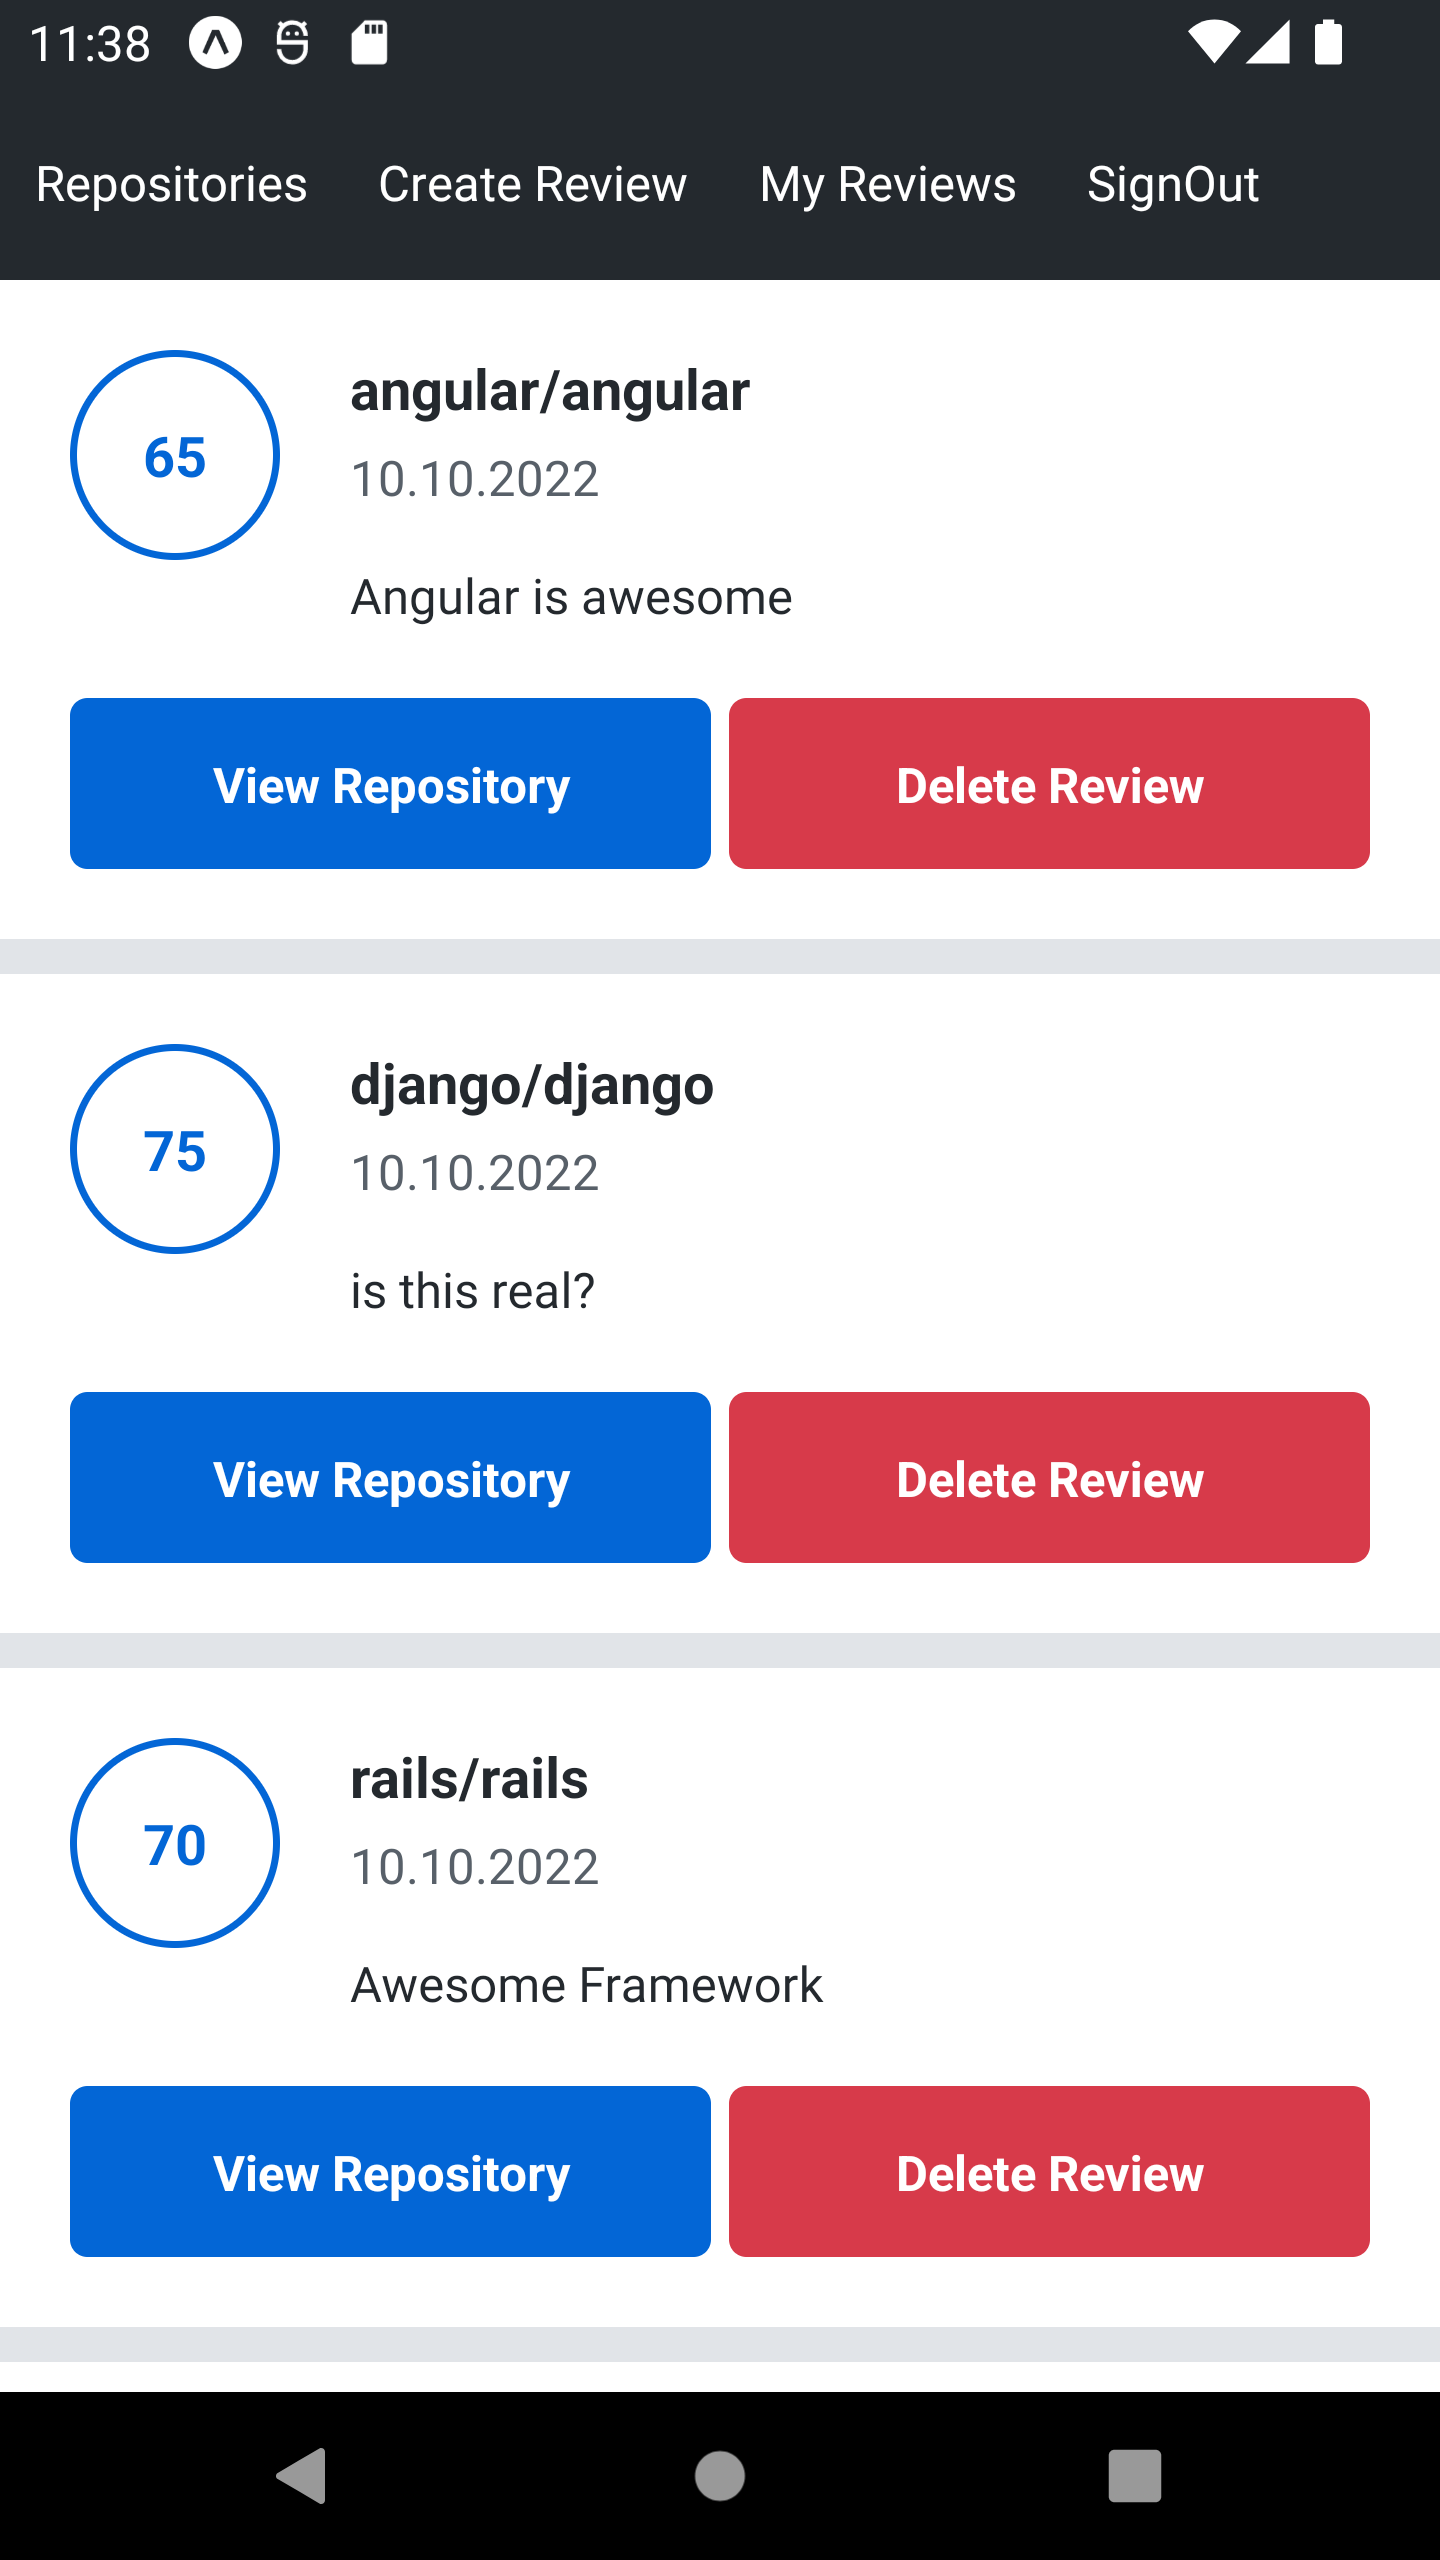 11:38
Repositories Create Review My Reviews SignOut
65
angular/angular
10.10.2022
Angular is awesome
View Repository Delete Review
75
django/django
10.10.2022
is this real?
View Repository Delete Review
70
rails/rails
10.10.2022
Awesome Framework
View Repository Delete Review